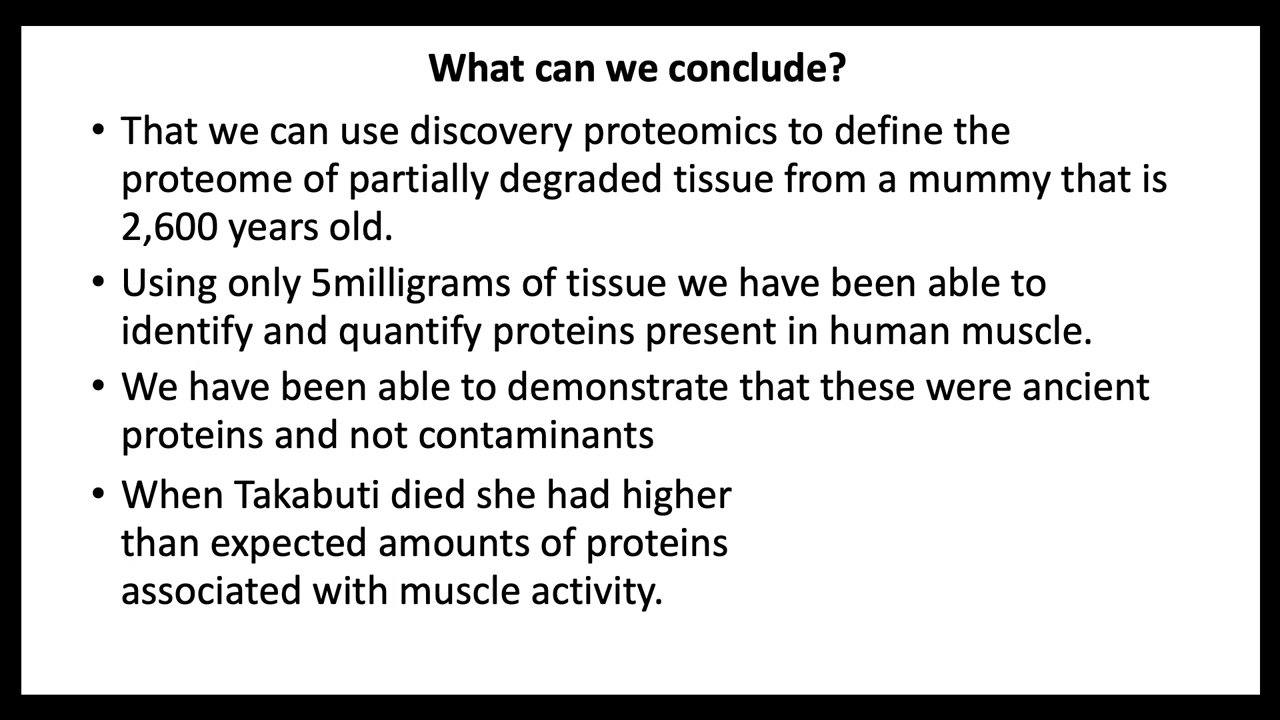 What can we conclude?
• That we can use discovery proteomics to define the
proteome of partially degraded tissue from a mummy that is
2,600 years old.
• Using only 5milligrams of tissue we have been able to
identify and quantify proteins present in human muscle.
• We have been able to demonstrate that these were ancient
proteins and not contaminants
• When Takabuti died she had higher
than expected amounts of proteins
associated with muscle activity.